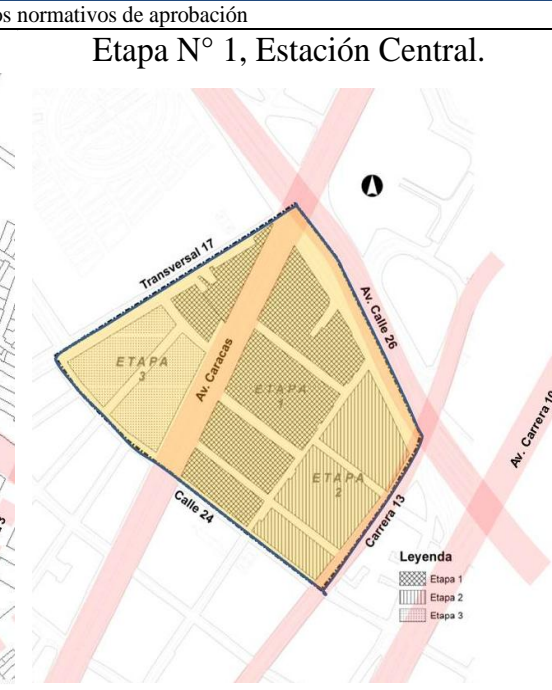 os normativos de aprobación
Etapa N° 1, Estación Central.
Transversal 17
Av. Calle 26
ETAPA
3
Av. Caracas
ETAPA
1
ETAPA
2
Av. Carrera 10
Calle 24
Carrera 13
Leyenda
Etapa 1
Etapa 2
Etapa 3